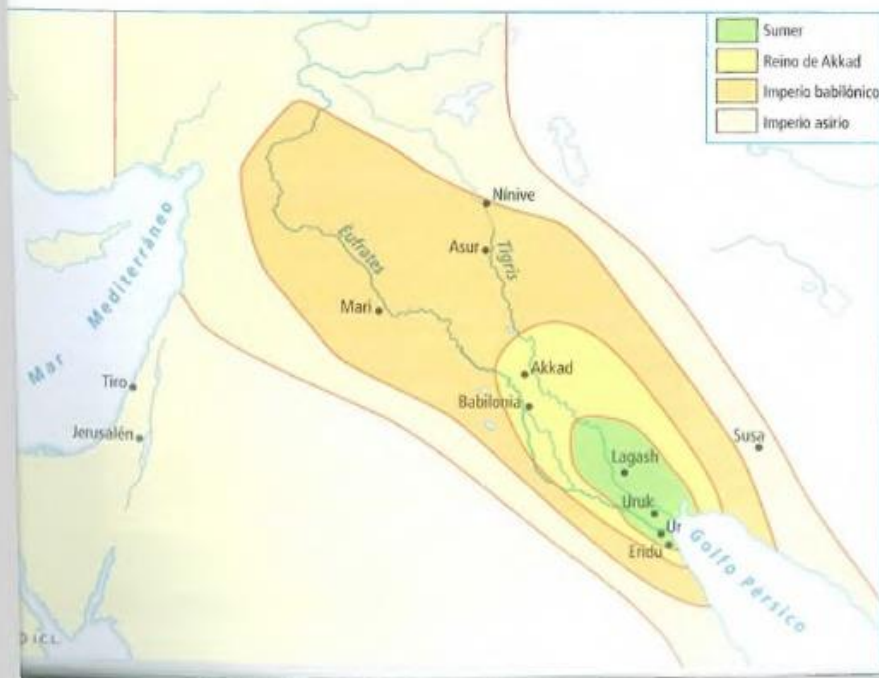 Sumer
Reino de Akkad
Imperio babilónico
Imperio asirio
Nínive
Asur
Tigris
Éufrates
Mari
Mar Mediterráneo
Akkad
Tiro
Babilonia
Jerusalén
Susa
Lagash
Uruk
Ur
Eridu
Golfo Pérsico